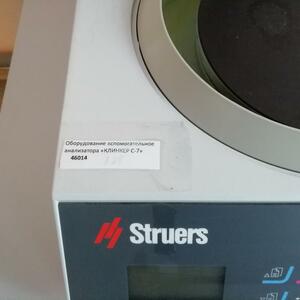 Оборудование вспомогательное
анализатора «КЛИНКЕР С-7»
46014
Struers